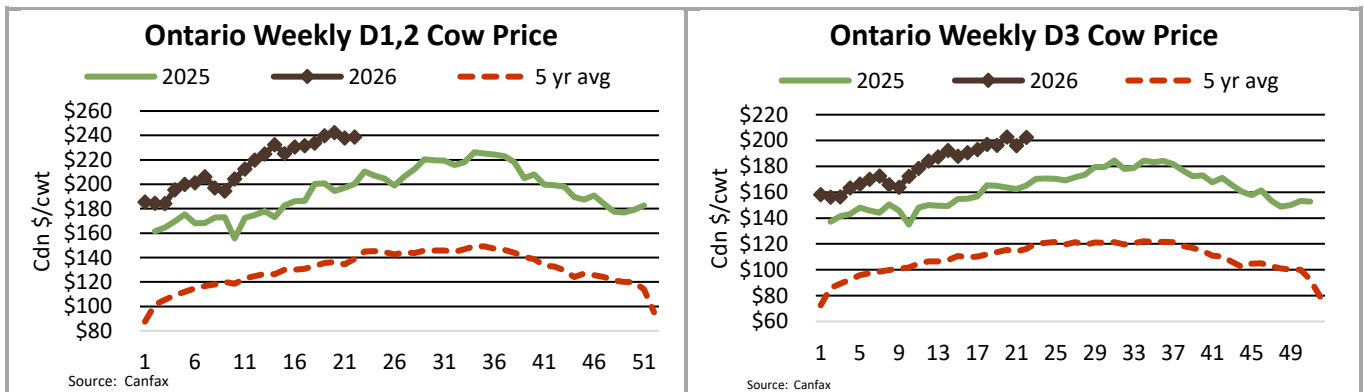 Ontario Weekly D1,2 Cow Price
2025 2026 5 yr avg
Cdn $/cwt
$260
$240
$220
$200
$180
$160
$140
$120
$100
$80
1 6 11 16 21 26 31 36 41 46 51
Source: Canfax
Ontario Weekly D3 Cow Price
2025 2026 5 yr avg
Cdn $/cwt
$220
$200
$180
$160
$140
$120
$100
$80
$60
1 5 9 13 17 21 25 29 33 37 41 45 49
Source: Canfax